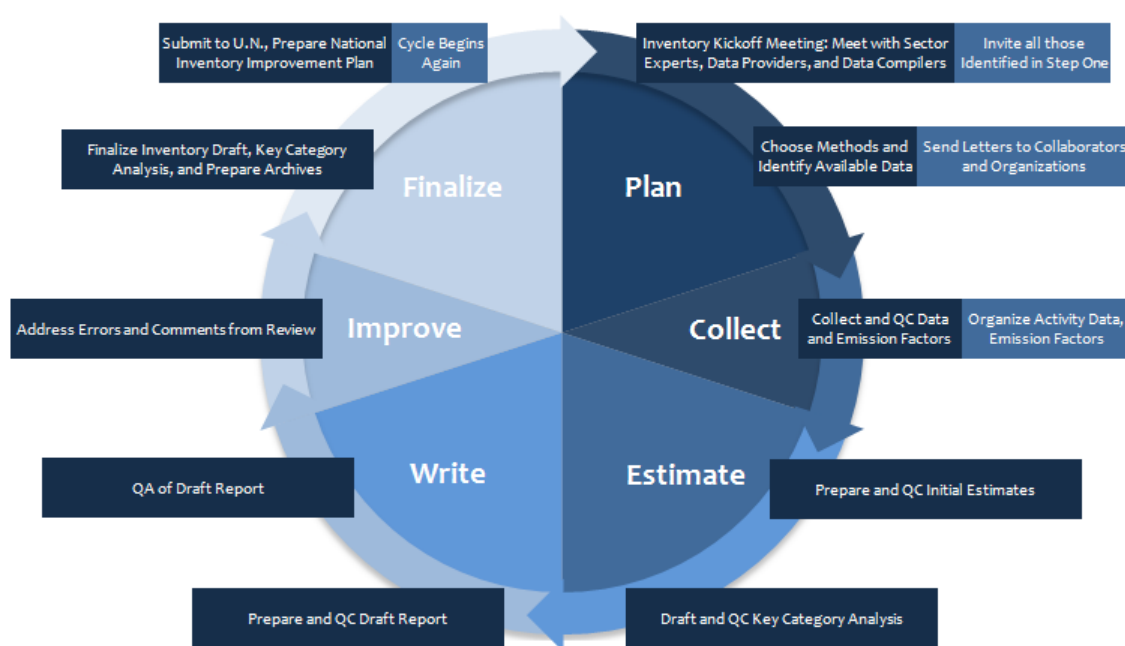 Submit to U.N., Prepare National
Inventory Improvement Plan
Cycle Begins
Again
Inventory Kickoff Meeting: Meet with Sector
Experts, Data Providers, and Data Compilers
Invite all those
Identified in Step One
Finalize Inventory Draft, Key Category
Analysis, and Prepare Archives
Finalize
Plan
Choose Methods and
Identify Available Data
Send Letters to Collaborators
and Organizations
Address Errors and Comments from Review
Improve
Collect
Collect and QC Data
and Emission Factors
Organize Activity Data,
Emission Factors
QA of Draft Report
Write
Estimate
Prepare and QC Initial Estimates
Prepare and QC Draft Report
Draft and QC Key Category Analysis